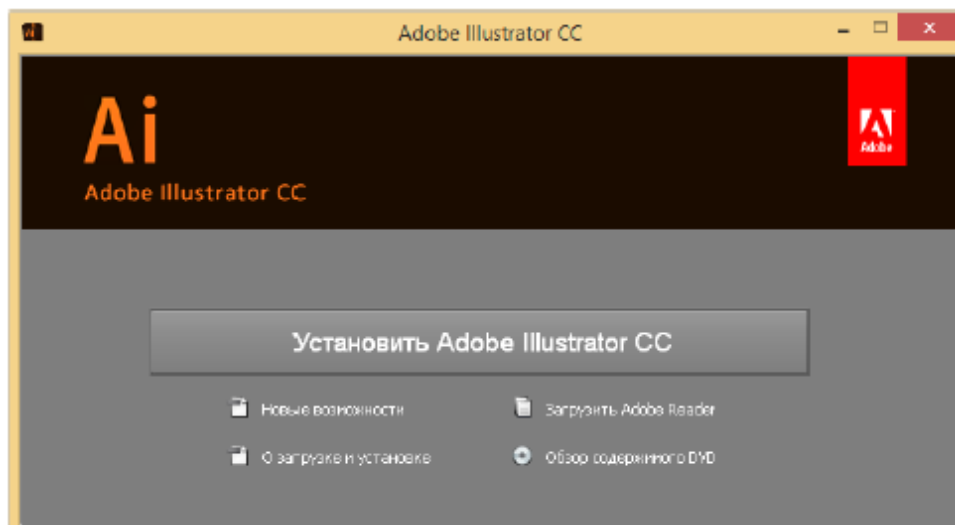 Adobe Illustrator CC
Ai
Adobe
Adobe Illustrator CC
Установить Adobe Illustrator CC
Новые возможности
Загрузить Adobe Reader
О загрузке и установке
Обзор содержимого DVD